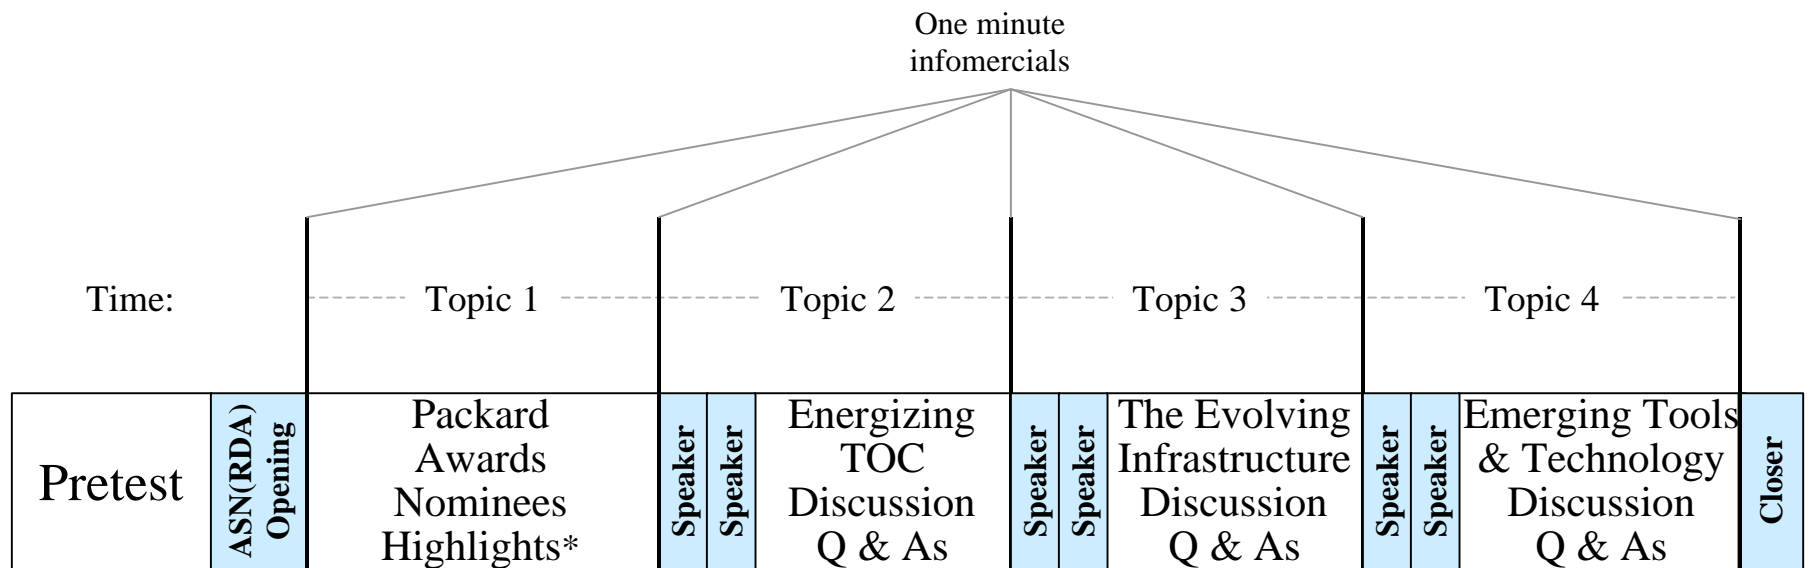 One minute
infomercials
Time:
Topic 1
Topic 2
Topic 3
Topic 4
Pretest
ASN(RDA)
Opening
Packard
Awards
Nominees
Highlights*
Speaker
Speaker
Energizing
TOC
Discussion
Q & As
Speaker
Speaker
The Evolving
Infrastructure
Discussion
Q & As
Speaker
Speaker
Emerging Tools
& Technology
Discussion
Q & As
Closer